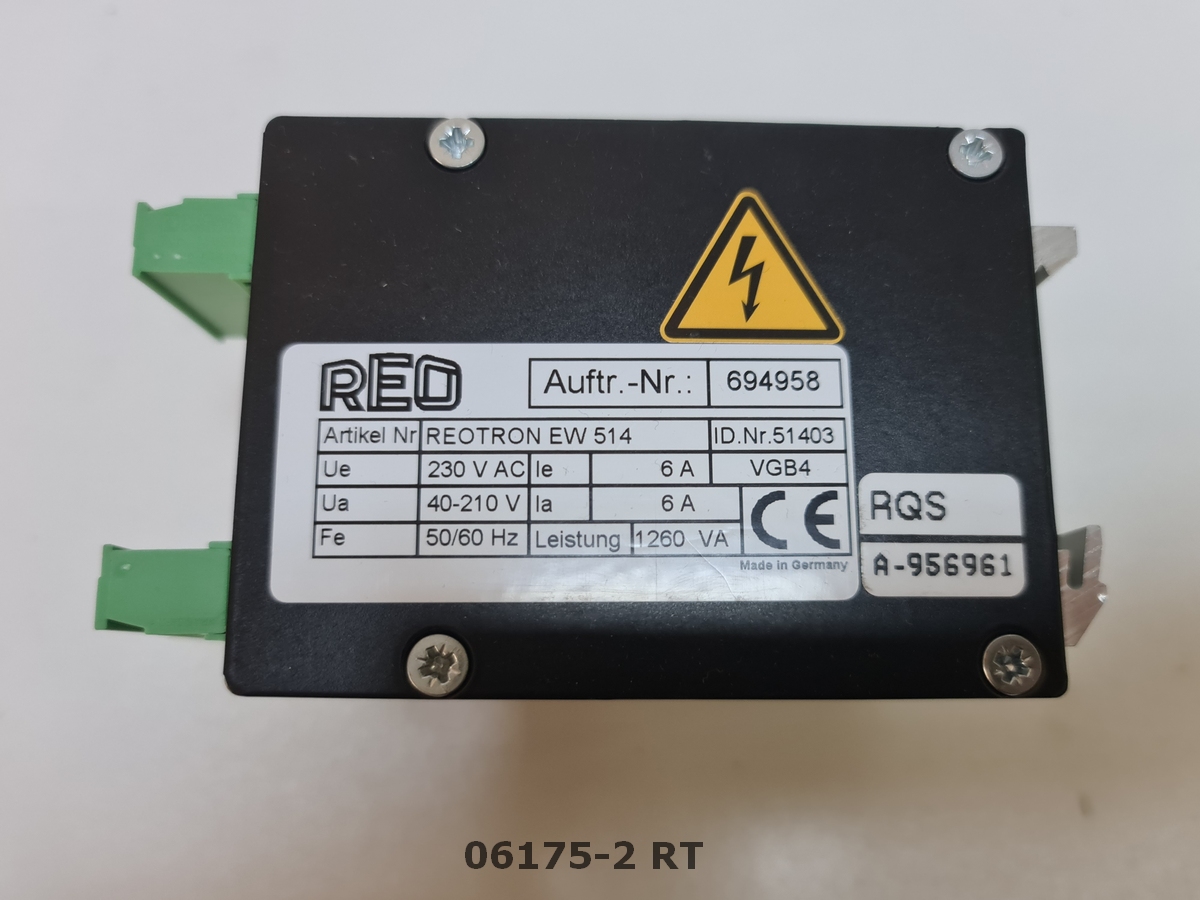 REO
Auftr.-Nr.: 694958
Artikel Nr REOTRON EW 514 ID.Nr.51403
Ue 230 V AC Ie 6 A VGB4
Ua 40-210 V Ia 6 A CE
Fe 50/60 Hz Leistung 1260 VA
Made in Germany
RQS
A-956961
06175-2 RT